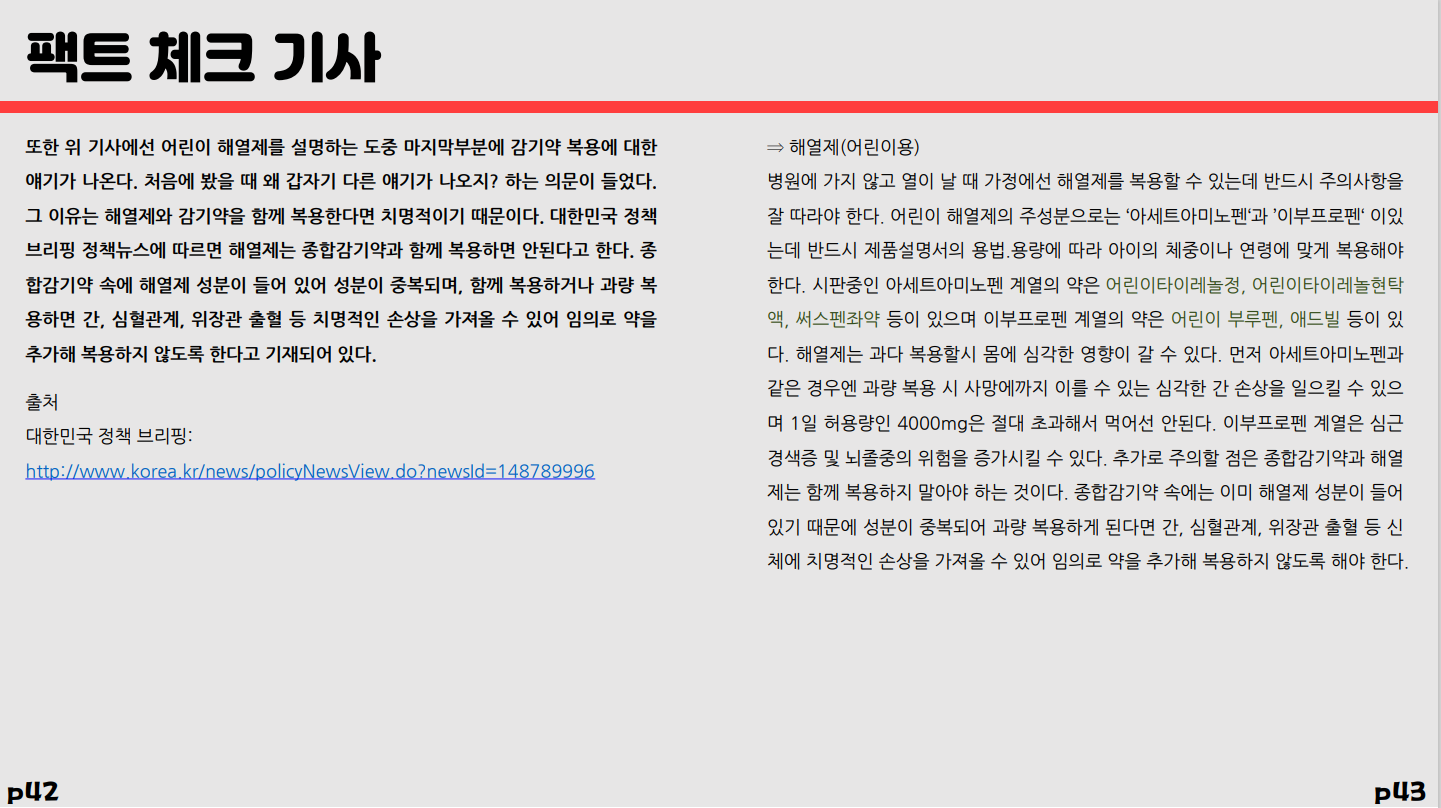 팩트 체크 기사
또한 위 기사에선 어린이 해열제를 설명하는 도중 마지막부분에 감기약 복용에 대한
얘기가 나온다. 처음에 봤을 때 왜 갑자기 다른 얘기가 나오지? 하는 의문이 들었다.
그 이유는 해열제와 감기약을 함께 복용한다면 치명적이기 때문이다. 대한민국 정책
브리핑 정책뉴스에 따르면 해열제는 종합감기약과 함께 복용하면 안된다고 한다. 종
합감기약 속에 해열제 성분이 들어 있어 성분이 중복되며, 함께 복용하거나 과량 복
용하면 간, 심혈관계, 위장관 출혈 등 치명적인 손상을 가져올 수 있어 임의로 약을
추가해 복용하지 않도록 한다고 기재되어 있다.
출처
대한민국 정책 브리핑:
http://www.korea.kr/news/policyNewsView.do?newsId=148789996
p42
⇒ 해열제(어린이용)
병원에 가지 않고 열이 날 때 가정에선 해열제를 복용할 수 있는데 반드시 주의사항을
잘 따라야 한다. 어린이 해열제의 주성분으로는 ‘아세트아미노펜‘과 ’이부프로펜‘ 이있
는데 반드시 제품설명서의 용법.용량에 따라 아이의 체중이나 연령에 맞게 복용해야
한다. 시판중인 아세트아미노펜 계열의 약은 어린이타이레놀정, 어린이타이레놀현탁
액, 써스펜좌약 등이 있으며 이부프로펜 계열의 약은 어린이 부루펜, 애드빌 등이 있
다. 해열제는 과다 복용할시 몸에 심각한 영향이 갈 수 있다. 먼저 아세트아미노펜과
같은 경우엔 과량 복용 시 사망에까지 이를 수 있는 심각한 간 손상을 일으킬 수 있으
며 1일 허용량인 4000mg은 절대 초과해서 먹어선 안된다. 이부프로펜 계열은 심근
경색증 및 뇌졸중의 위험을 증가시킬 수 있다. 추가로 주의할 점은 종합감기약과 해열
제는 함께 복용하지 말아야 하는 것이다. 종합감기약 속에는 이미 해열제 성분이 들어
있기 때문에 성분이 중복되어 과량 복용하게 된다면 간, 심혈관계, 위장관 출혈 등 신
체에 치명적인 손상을 가져올 수 있어 임의로 약을 추가해 복용하지 않도록 해야 한다.
p43